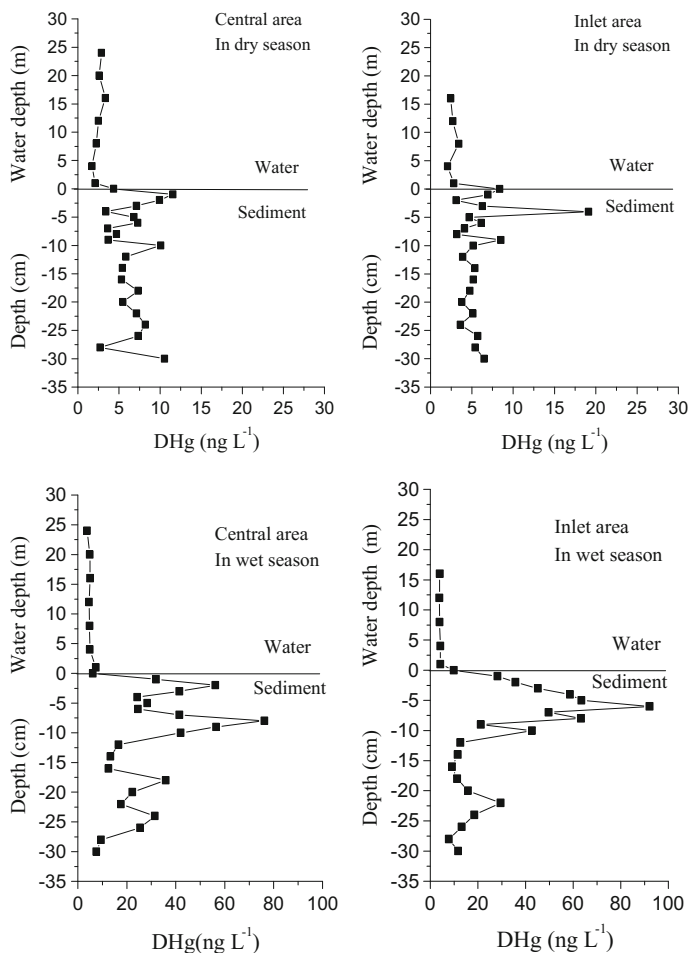 Central area
In dry season
Water depth (m)
Depth (cm)
30
25
20
15
10
5
0
-5
-10
-15
-20
-25
-30
-35
Water
Sediment
0 5 10 15 20 25 30
DHg (ng L⁻¹)
Inlet area
In dry season
Water depth (m)
Depth (cm)
30
25
20
15
10
5
0
-5
-10
-15
-20
-25
-30
-35
Water
Sediment
0 5 10 15 20 25 30
DHg (ng L⁻¹)
Central area
In wet season
Water depth (m)
Depth (cm)
30
25
20
15
10
5
0
-5
-10
-15
-20
-25
-30
-35
Water
Sediment
0 20 40 60 80 100
DHg(ng L⁻¹)
Inlet area
In wet season
Water depth (m)
Depth (cm)
30
25
20
15
10
5
0
-5
-10
-15
-20
-25
-30
-35
Water
Sediment
0 20 40 60 80 100
DHg (ng L⁻¹)